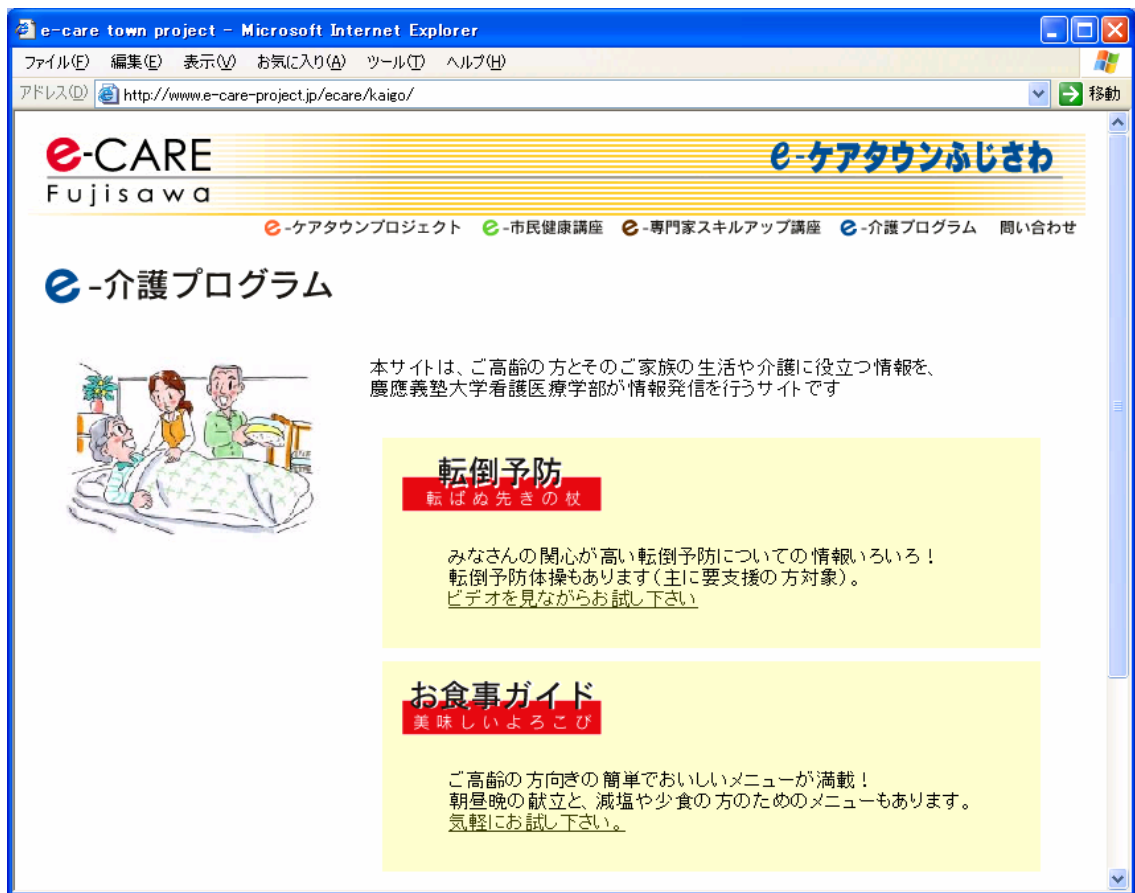 e-care town project - Microsoft Internet Explorer
ファイル(F) 編集(E) 表示(V) お気に入り(A) ツール(T) ヘルプ(H)
アドレス(D) http://www.e-care-project.jp/ecare/kaigo/ 移動
e-CARE
Fujisawa
e-ケアタウンふじさわ
e-ケアタウンプロジェクト e-市民健康講座 e-専門家スキルアップ講座 e-介護プログラム 問い合わせ
e-介護プログラム
本サイトは、ご高齢の方とそのご家族の生活や介護に役立つ情報を、
慶應義塾大学看護医療学部が情報発信を行うサイトです
転倒予防
転ばぬ先きの杖
みなさんの関心が高い転倒予防についての情報いろいろ！
転倒予防体操もあります(主に要支援の方対象)。
ビデオを見ながらお試し下さい
お食事ガイド
美味しいよろこび
ご高齢の方向きの簡単でおいしいメニューが満載！
朝昼晩の献立と、減塩や少食の方のためのメニューもあります。
気軽にお試し下さい。